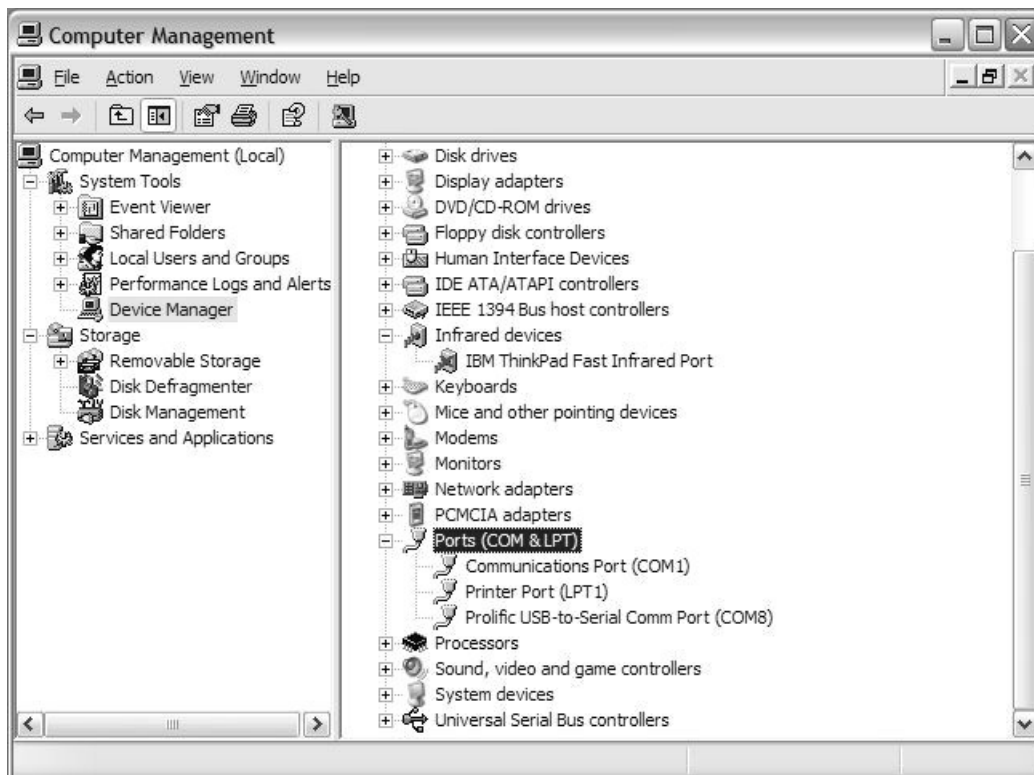 Computer Management
File Action View Window Help
Computer Management (Local)
System Tools
Event Viewer
Shared Folders
Local Users and Groups
Performance Logs and Alerts
Device Manager
Storage
Removable Storage
Disk Defragmenter
Disk Management
Services and Applications
Disk drives
Display adapters
DVD/CD-ROM drives
Floppy disk controllers
Human Interface Devices
IDE ATA/ATAPI controllers
IEEE 1394 Bus host controllers
Infrared devices
IBM ThinkPad Fast Infrared Port
Keyboards
Mice and other pointing devices
Modems
Monitors
Network adapters
PCMCIA adapters
Ports (COM & LPT)
Communications Port (COM1)
Printer Port (LPT1)
Prolific USB-to-Serial Comm Port (COM8)
Processors
Sound, video and game controllers
System devices
Universal Serial Bus controllers